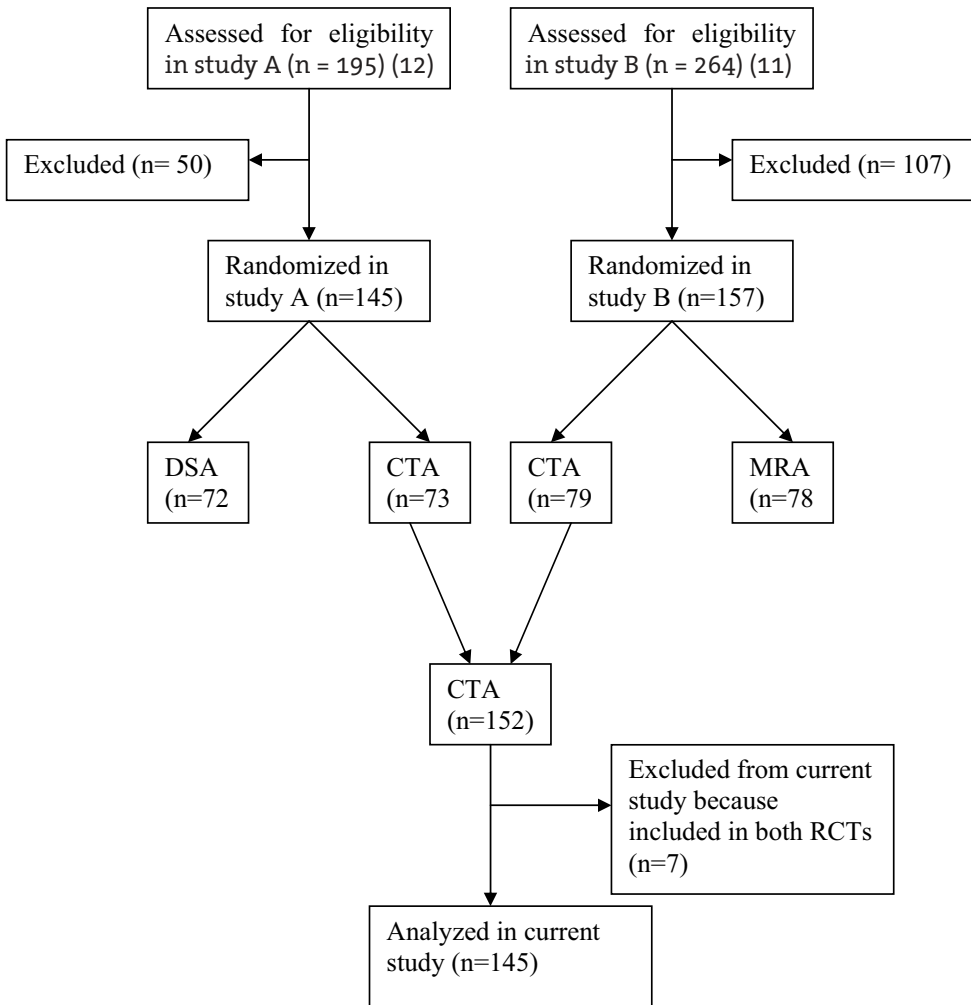 Assessed for eligibility
in study A (n = 195) (12)
Assessed for eligibility
in study B (n = 264) (11)
Excluded (n= 50)
Excluded (n= 107)
Randomized in
study A (n=145)
Randomized in
study B (n=157)
DSA
(n=72
CTA
(n=73
CTA
(n=79
MRA
(n=78
CTA
(n=152)
Excluded from current
study because
included in both RCTs
(n=7)
Analyzed in current
study (n=145)